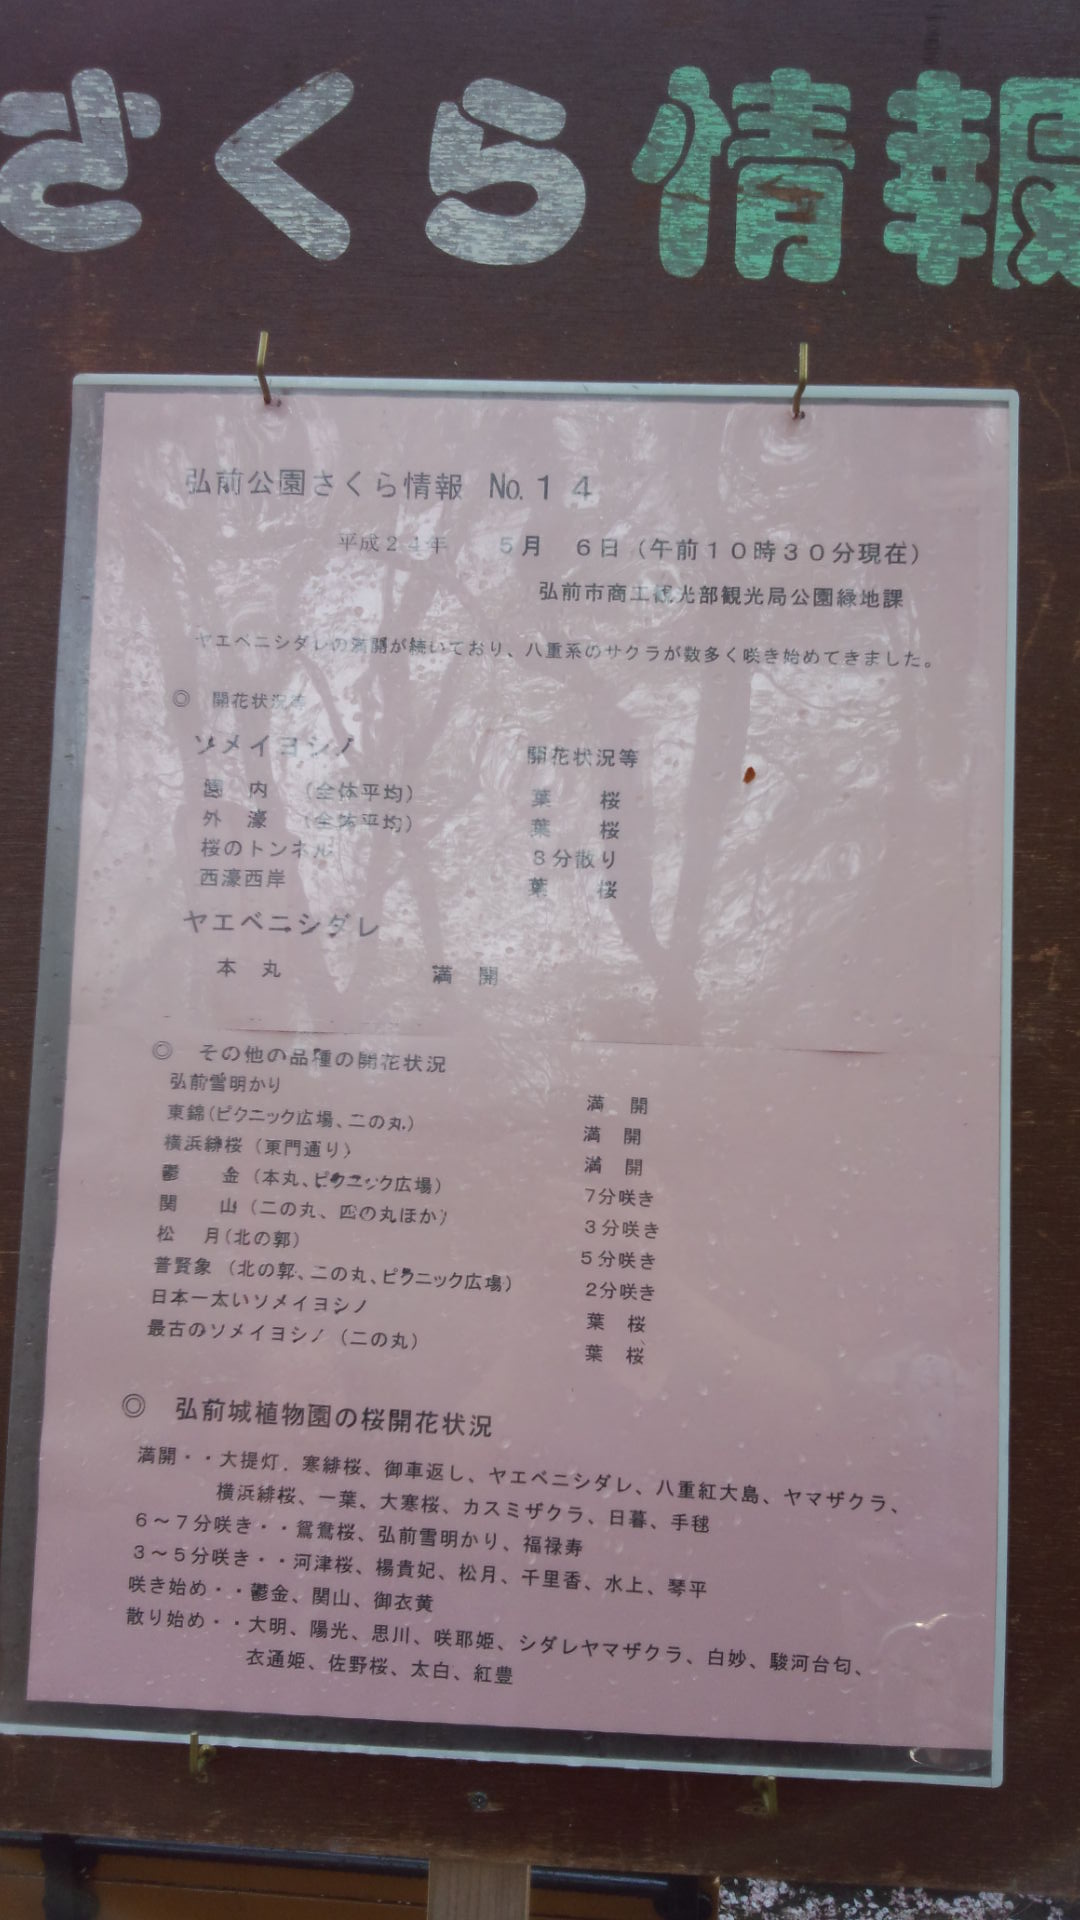 さくら情報
弘前公園さくら情報 No.14
平成24年 5月 6日(午前10時30分現在)
弘前市商工観光部観光局公園緑地課
ヤエベニシダレの満開が続いており、八重系のサクラが数多く咲き始めてきました。
◎ 開花状況等
ソメイヨシノ 開花状況等
園 内 (全体平均) 葉 桜
外 濠 (全体平均) 葉 桜
桜のトンネル 8分散り
西濠西岸 葉 桜
ヤエベニシダレ
本 丸 満 開
◎ その他の品種の開花状況
弘前雪明かり 満 開
東錦(ピクニック広場、二の丸) 満 開
横浜緋桜(東門通り) 満 開
鬱 金(本丸、ピクニック広場) 7分咲き
関 山(二の丸、四の丸ほか) 3分咲き
松 月(北の郭) 5分咲き
普賢象 (北の郭、二の丸、ピクニック広場) 2分咲き
日本一太いソメイヨシノ 葉 桜
最古のソメイヨシノ(二の丸) 葉 桜
◎ 弘前城植物園の桜開花状況
満開・・大提灯、寒緋桜、御車返し、ヤエベニシダレ、八重紅大島、ヤマザクラ、
横浜緋桜、一葉、大寒桜、カスミザクラ、日暮、手毬
6~7分咲き・・鴛鴦桜、弘前雪明かり、福禄寿
3~5分咲き・・河津桜、楊貴妃、松月、千里香、水上、琴平
咲き始め・・鬱金、関山、御衣黄
散り始め・・大明、陽光、思川、咲耶姫、シダレヤマザクラ、白妙、駿河台匂、
衣通姫、佐野桜、太白、紅豊